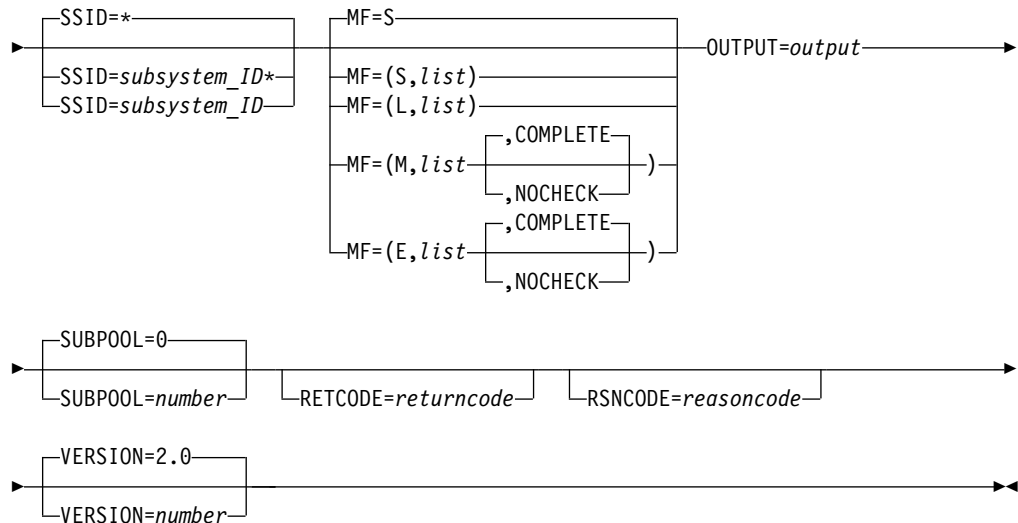 SSID=*
SSID=subsystem_ID*
SSID=subsystem_ID
MF=S
MF=(S,list)
MF=(L,list)
MF=(M,list
,COMPLETE
,NOCHECK
)
MF=(E,list
,COMPLETE
,NOCHECK
)
OUTPUT=output
SUBPOOL=0
SUBPOOL=number
RETCODE=returncode
RSNCODE=reasoncode
VERSION=2.0
VERSION=number